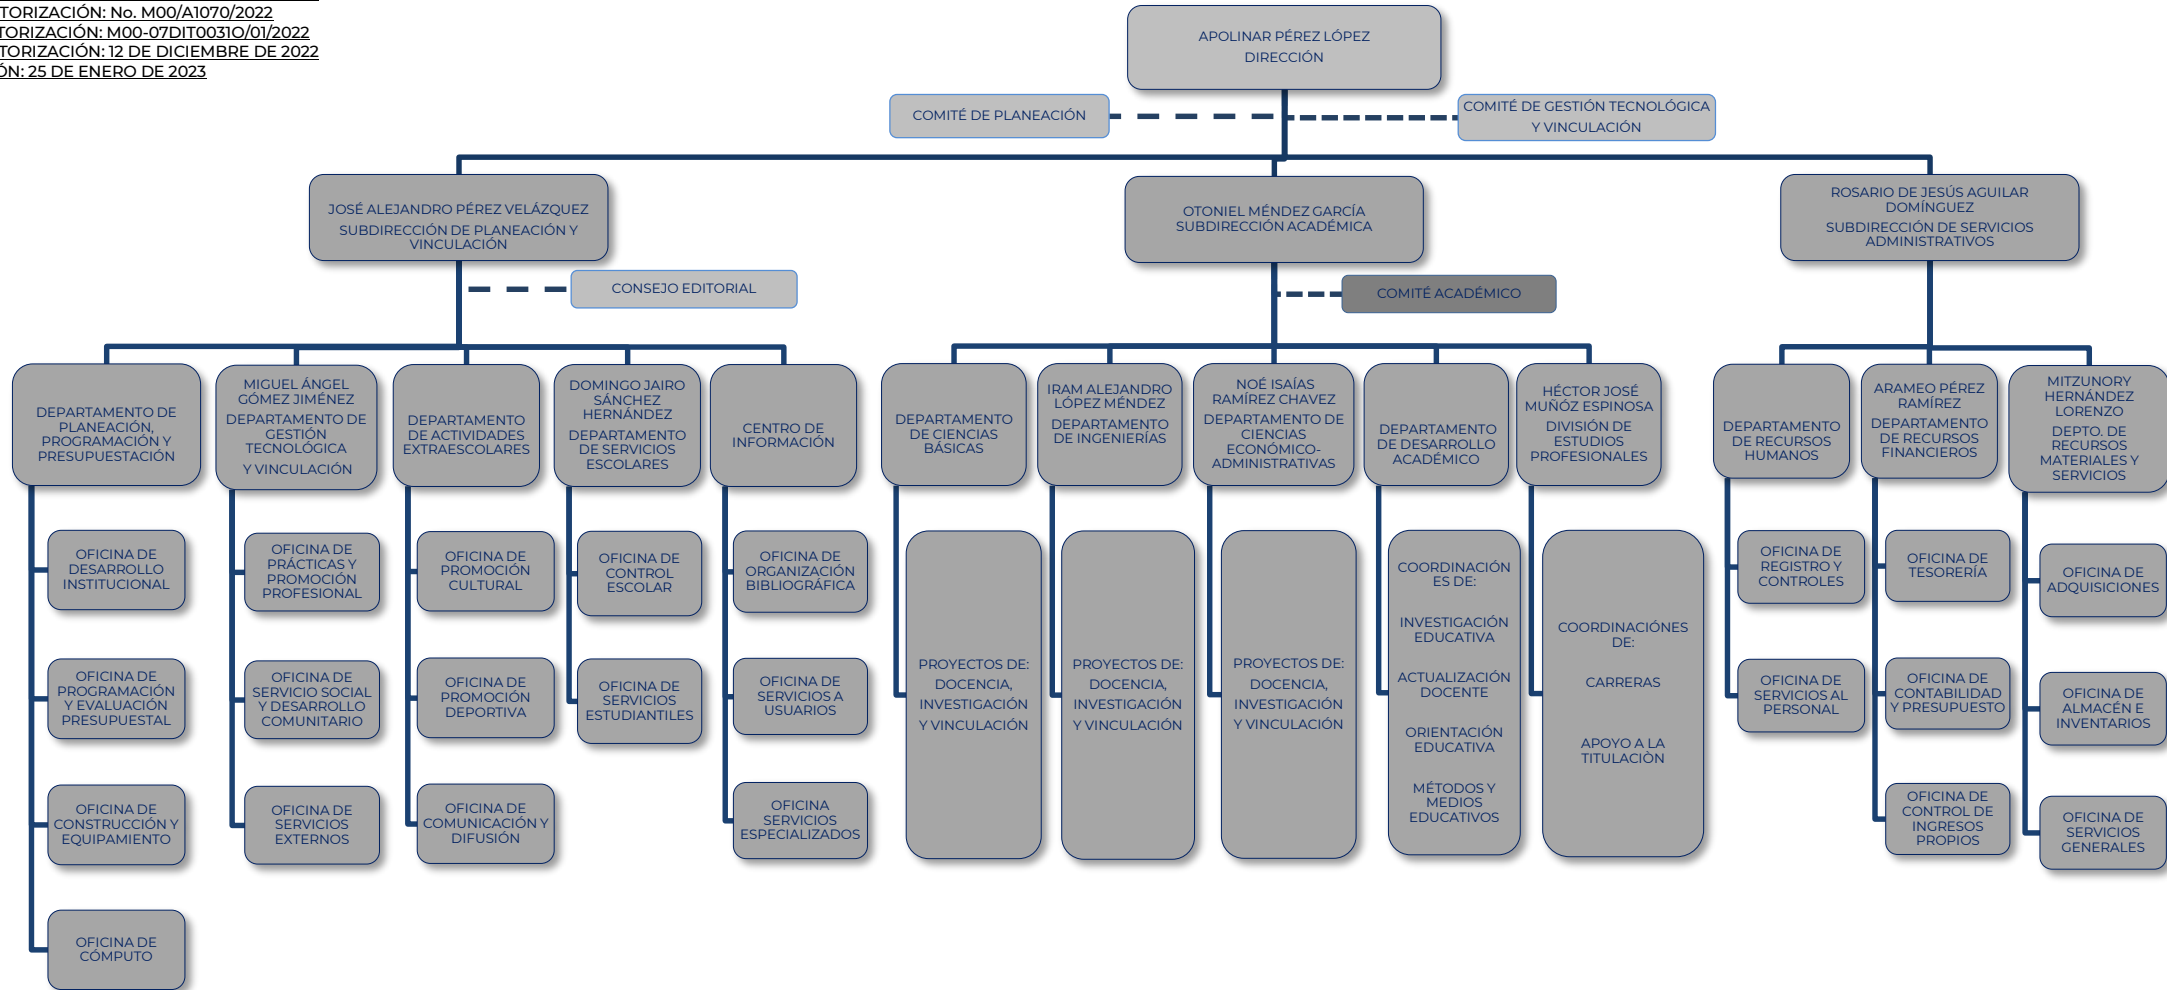 TORIZACIÓN: No. M00/A1070/2022
TORIZACIÓN: M00-07DIT0031O/01/2022
TORIZACIÓN: 12 DE DICIEMBRE DE 2022
ÓN: 25 DE ENERO DE 2023
APOLINAR PÉREZ LÓPEZ
DIRECCIÓN
COMITÉ DE PLANEACIÓN
COMITÉ DE GESTIÓN TECNOLÓGICA
Y VINCULACIÓN
JOSÉ ALEJANDRO PÉREZ VELÁZQUEZ
SUBDIRECCIÓN DE PLANEACIÓN Y
VINCULACIÓN
OTONIEL MÉNDEZ GARCÍA
SUBDIRECCIÓN ACADÉMICA
ROSARIO DE JESÚS AGUILAR
DOMÍNGUEZ
SUBDIRECCIÓN DE SERVICIOS
ADMINISTRATIVOS
CONSEJO EDITORIAL
COMITÉ ACADÉMICO
DEPARTAMENTO DE
PLANEACIÓN,
PROGRAMACIÓN Y
PRESUPUESTACIÓN
MIGUEL ÁNGEL
GÓMEZ JIMÉNEZ
DEPARTAMENTO DE
GESTIÓN
TECNOLÓGICA
Y VINCULACIÓN
DEPARTAMENTO
DE ACTIVIDADES
EXTRAESCOLARES
DOMINGO JAIRO
SÁNCHEZ
HERNÁNDEZ
DEPARTAMENTO
DE SERVICIOS
ESCOLARES
CENTRO DE
INFORMACIÓN
DEPARTAMENTO
DE CIENCIAS
BÁSICAS
IRAM ALEJANDRO
LÓPEZ MÉNDEZ
DEPARTAMENTO
DE INGENIERÍAS
NOÉ ISAÍAS
RAMÍREZ CHAVEZ
DEPARTAMENTO DE
CIENCIAS
ECONÓMICO-
ADMINISTRATIVAS
DEPARTAMENTO
DE DESARROLLO
ACADÉMICO
HÉCTOR JOSÉ
MUÑÓZ ESPINOSA
DIVISIÓN DE
ESTUDIOS
PROFESIONALES
DEPARTAMENTO
DE RECURSOS
HUMANOS
ARAMEO PÉREZ
RAMÍREZ
DEPARTAMENTO
DE RECURSOS
FINANCIEROS
MITZUNORY
HERNÁNDEZ
LORENZO
DEPTO. DE
RECURSOS
MATERIALES Y
SERVICIOS
OFICINA DE
DESARROLLO
INSTITUCIONAL
OFICINA DE
PROGRAMACIÓN
Y EVALUACIÓN
PRESUPUESTAL
OFICINA DE
CONSTRUCCIÓN Y
EQUIPAMIENTO
OFICINA DE
CÓMPUTO
OFICINA DE
PRÁCTICAS Y
PROMOCIÓN
PROFESIONAL
OFICINA DE
SERVICIO SOCIAL
Y DESARROLLO
COMUNITARIO
OFICINA DE
SERVICIOS
EXTERNOS
OFICINA DE
PROMOCIÓN
CULTURAL
OFICINA DE
PROMOCIÓN
DEPORTIVA
OFICINA DE
COMUNICACIÓN Y
DIFUSIÓN
OFICINA DE
CONTROL
ESCOLAR
OFICINA DE
SERVICIOS
ESTUDIANTILES
OFICINA DE
ORGANIZACIÓN
BIBLIOGRÁFICA
OFICINA DE
SERVICIOS A
USUARIOS
OFICINA
SERVICIOS
ESPECIALIZADOS
PROYECTOS DE:
DOCENCIA,
INVESTIGACIÓN
Y VINCULACIÓN
PROYECTOS DE:
DOCENCIA,
INVESTIGACIÓN
Y VINCULACIÓN
PROYECTOS DE:
DOCENCIA,
INVESTIGACIÓN
Y VINCULACIÓN
COORDINACIÓN
ES DE:
INVESTIGACIÓN
EDUCATIVA
ACTUALIZACIÓN
DOCENTE
ORIENTACIÓN
EDUCATIVA
MÉTODOS Y
MEDIOS
EDUCATIVOS
COORDINACIÓNES
DE:
CARRERAS
APOYO A LA
TITULACIÒN
OFICINA DE
REGISTRO Y
CONTROLES
OFICINA DE
SERVICIOS AL
PERSONAL
OFICINA DE
TESORERÍA
OFICINA DE
CONTABILIDAD
Y PRESUPUESTO
OFICINA DE
CONTROL DE
INGRESOS
PROPIOS
OFICINA DE
ADQUISICIONES
OFICINA DE
ALMACÉN E
INVENTARIOS
OFICINA DE
SERVICIOS
GENERALES